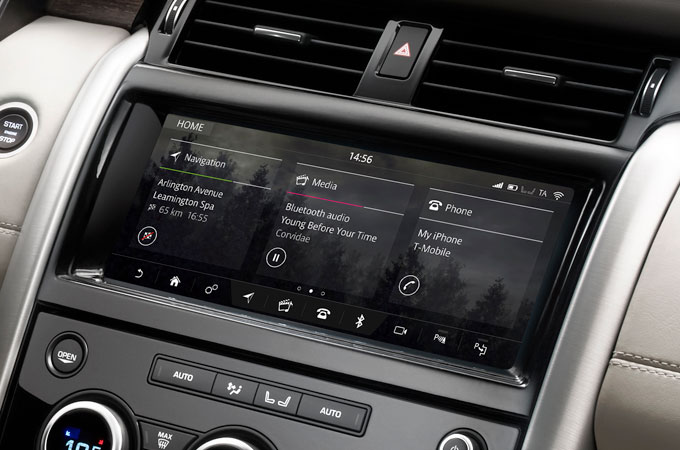 START
ENGINE
STOP
HOME
14:56
TA
Navigation
Arlington Avenue
Leamington Spa
65 km 16:55
Media
Bluetooth audio
Young Before Your Time
Corvidae
Phone
My iPhone
T-Mobile
OPEN
AUTO
AUTO
MAX